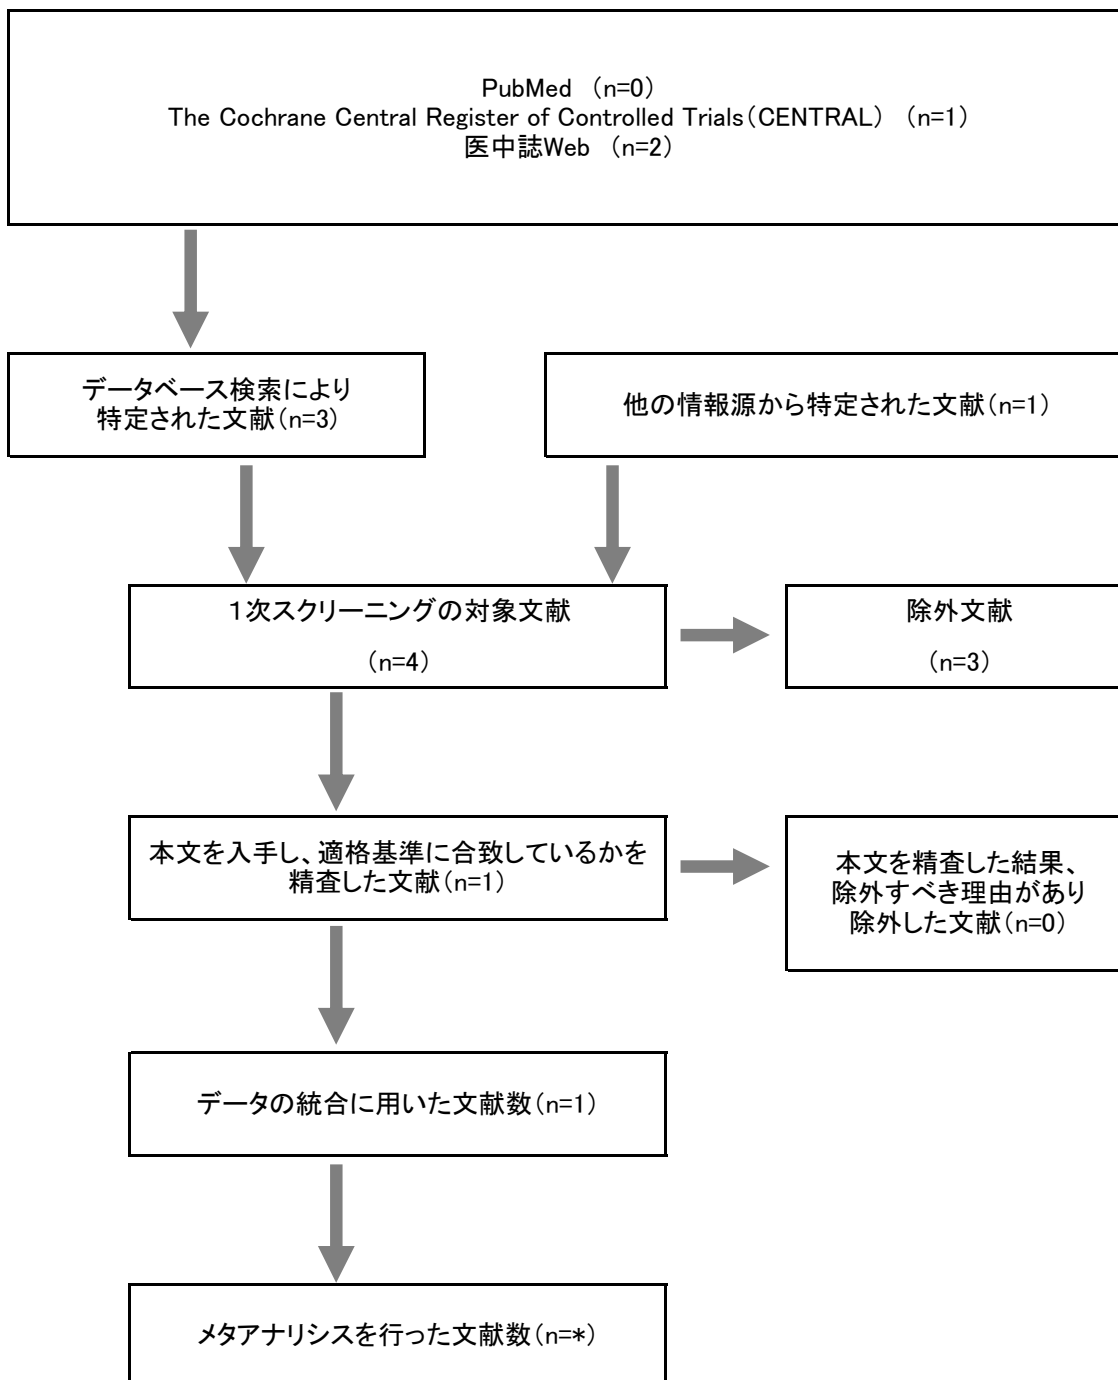 PubMed （n=0）
The Cochrane Central Register of Controlled Trials（CENTRAL） （n=1）
医中誌Web （n=2）
データベース検索により
特定された文献（n=3）
他の情報源から特定された文献（n=1）
１次スクリーニングの対象文献
（n=4）
除外文献
（n=3）
本文を入手し、適格基準に合致しているかを
精査した文献（n=1）
本文を精査した結果、
除外すべき理由があり
除外した文献（n=0）
データの統合に用いた文献数（n=1）
メタアナリシスを行った文献数（n=*）